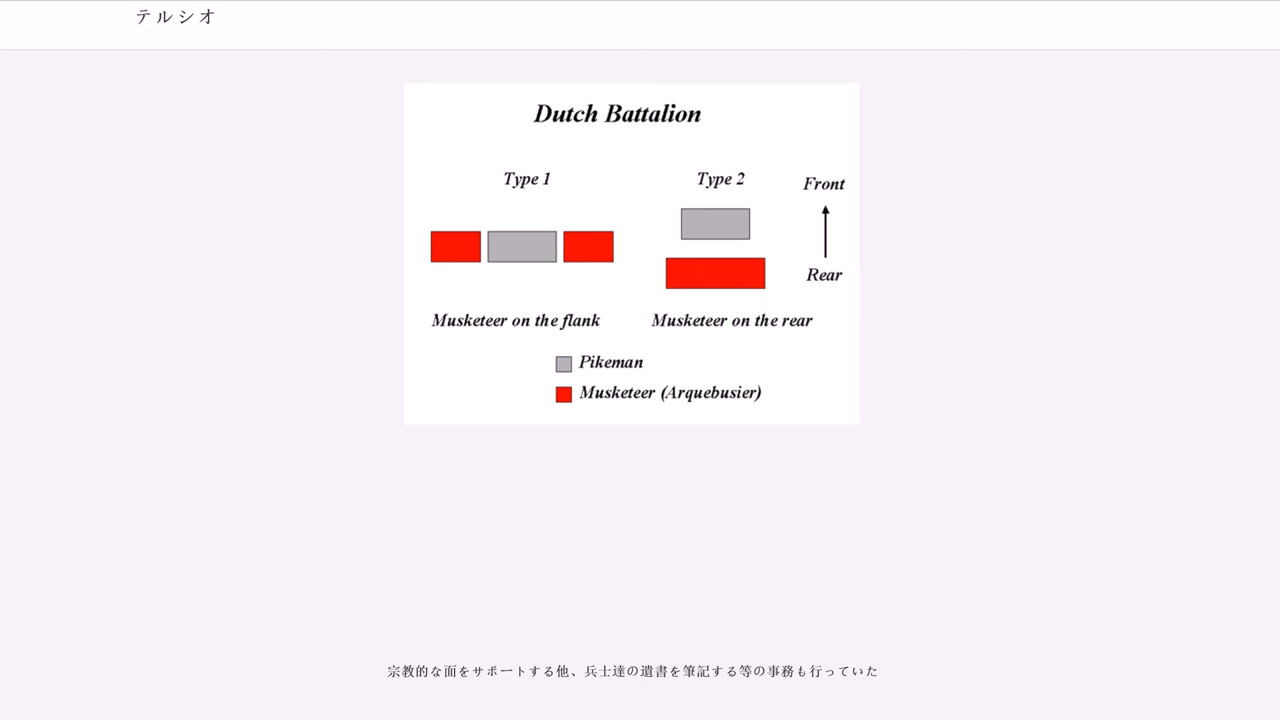 テルシオ
Dutch Battalion
Type 1
Type 2
Front
Rear
Musketeer on the flank
Musketeer on the rear
Pikeman
Musketeer (Arquebusier)
宗教的な面をサポートする他、兵士達の遺書を筆記する等の事務も行っていた